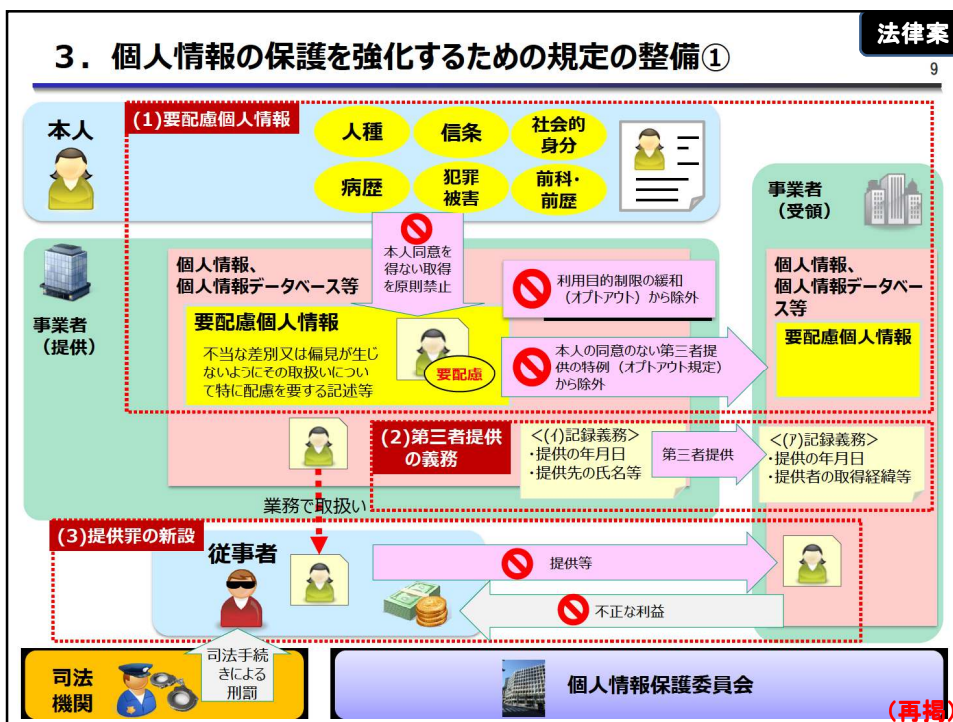 法律案
3．個人情報の保護を強化するための規定の整備①
9
本人
(1)要配慮個人情報
人種
信条
社会的
身分
病歴
犯罪
被害
前科・
前歴
事業者
（受領）
本人同意を
得ない取得
を原則禁止
個人情報、
個人情報データベース等
利用目的制限の緩和
（オプトアウト）から除外
個人情報、
個人情報データベー
ス等
事業者
（提供）
要配慮個人情報
不当な差別又は偏見が生じ
ないようにその取扱いについ
て特に配慮を要する記述等
要配慮
本人の同意のない第三者提
供の特例（オプトアウト規定）
から除外
要配慮個人情報
(2)第三者提供
の義務
<(ｲ)記録義務>
・提供の年月日
・提供先の氏名等
第三者提供
<(ｱ)記録義務>
・提供の年月日
・提供者の取得経緯等
業務で取扱い
(3)提供罪の新設
従事者
提供等
不正な利益
司法手続
きによる
刑罰
司法
機関
個人情報保護委員会
(再掲)